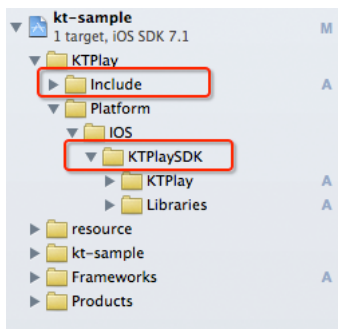 kt-sample
1 target, iOS SDK 7.1
M
KTPlay
Include
A
Platform
IOS
KTPlaySDK
KTPlay
A
Libraries
A
resource
kt-sample
Frameworks
A
Products